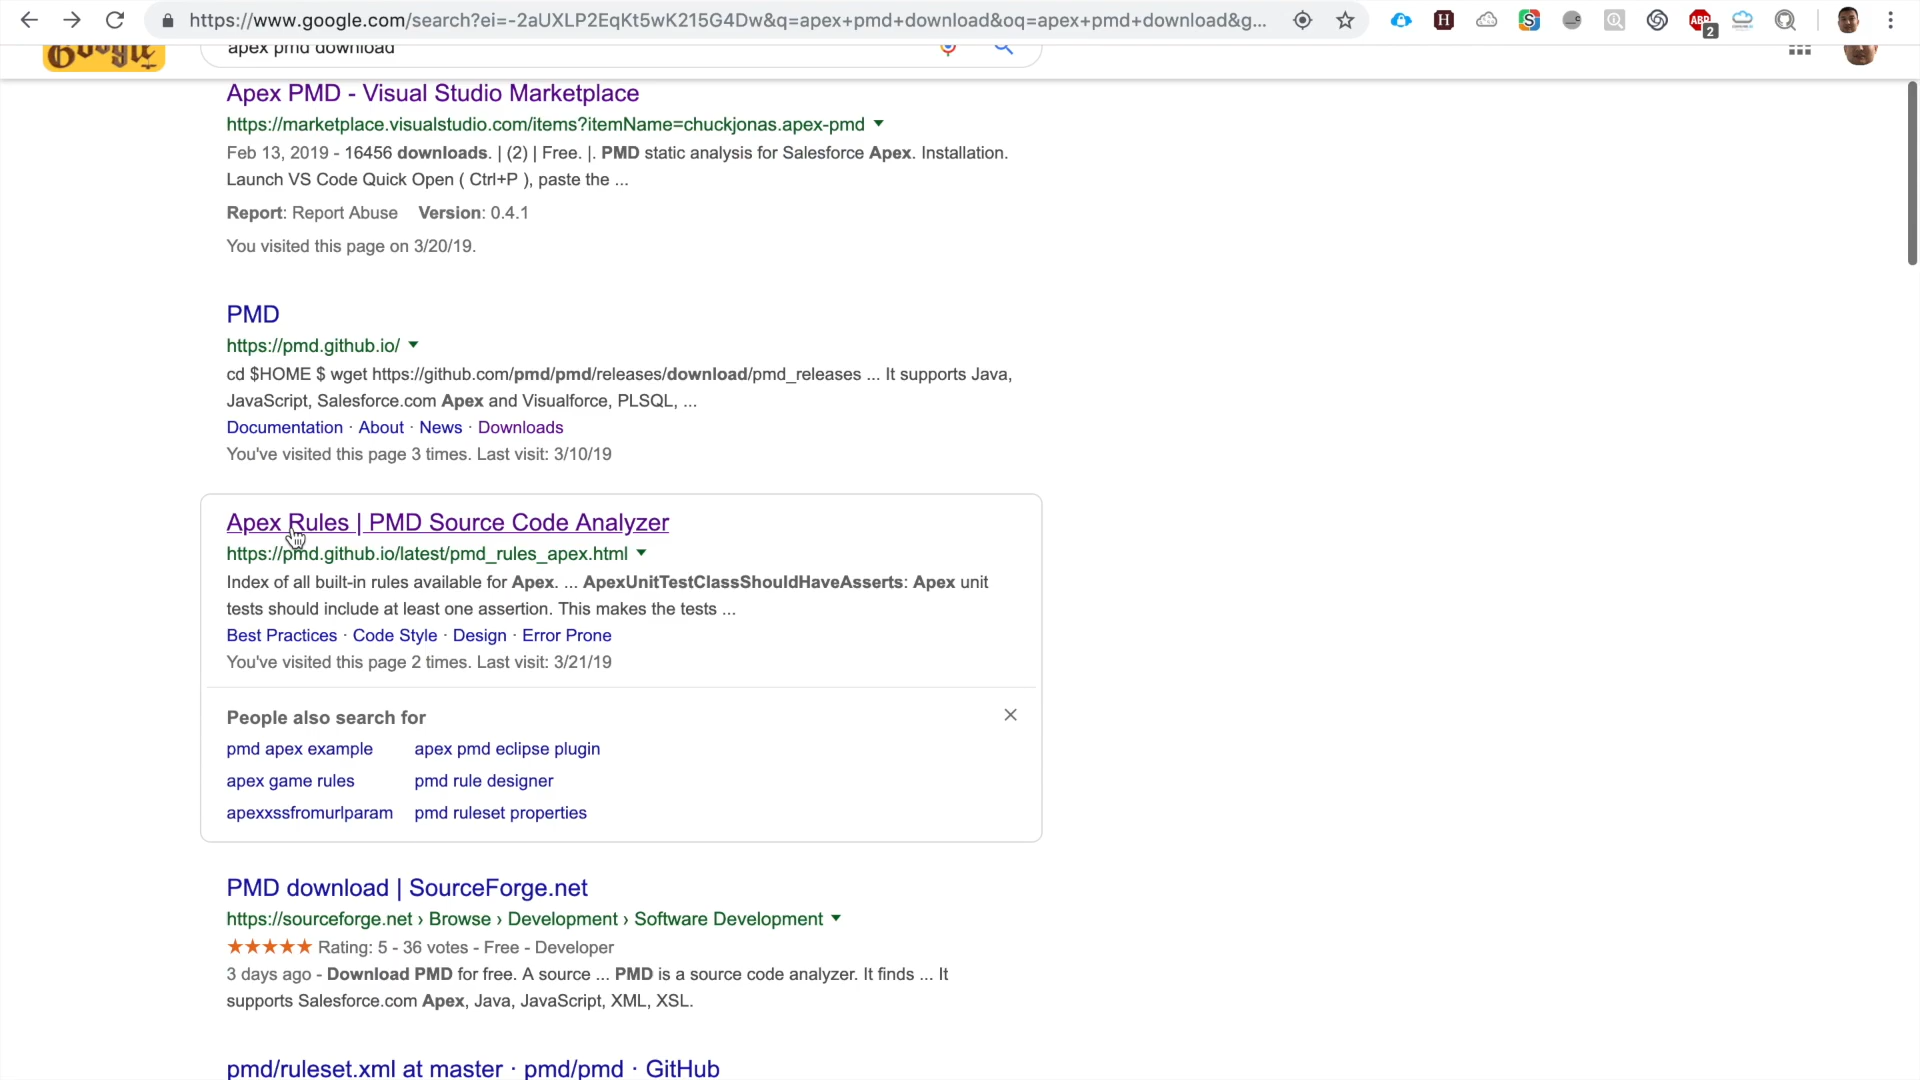 https://www.google.com/search?ei=-2aUXLP2EqKt5wK215G4Dw&q=apex+pmd+download&oq=apex+pmd+download&g...
H
S
ABP
2
Google
apex pmd download
Apex PMD - Visual Studio Marketplace
https://marketplace.visualstudio.com/items?itemName=chuckjonas.apex-pmd
Feb 13, 2019 - 16456 downloads. | (2) | Free. |. PMD static analysis for Salesforce Apex. Installation.
Launch VS Code Quick Open ( Ctrl+P ), paste the ...
Report: Report Abuse Version: 0.4.1
You visited this page on 3/20/19.
PMD
https://pmd.github.io/
cd $HOME $ wget https://github.com/pmd/pmd/releases/download/pmd_releases ... It supports Java,
JavaScript, Salesforce.com Apex and Visualforce, PLSQL, ...
Documentation · About · News · Downloads
You've visited this page 3 times. Last visit: 3/10/19
Apex Rules | PMD Source Code Analyzer
https://pmd.github.io/latest/pmd_rules_apex.html
Index of all built-in rules available for Apex. ... ApexUnitTestClassShouldHaveAsserts: Apex unit
tests should include at least one assertion. This makes the tests ...
Best Practices · Code Style · Design · Error Prone
You've visited this page 2 times. Last visit: 3/21/19
People also search for
pmd apex example apex pmd eclipse plugin
apex game rules pmd rule designer
apexxssfromurlparam pmd ruleset properties
PMD download | SourceForge.net
https://sourceforge.net › Browse › Development › Software Development
★★★★★ Rating: 5 - 36 votes - Free - Developer
3 days ago - Download PMD for free. A source ... PMD is a source code analyzer. It finds ... It
supports Salesforce.com Apex, Java, JavaScript, XML, XSL.
pmd/ruleset.xml at master · pmd/pmd · GitHub